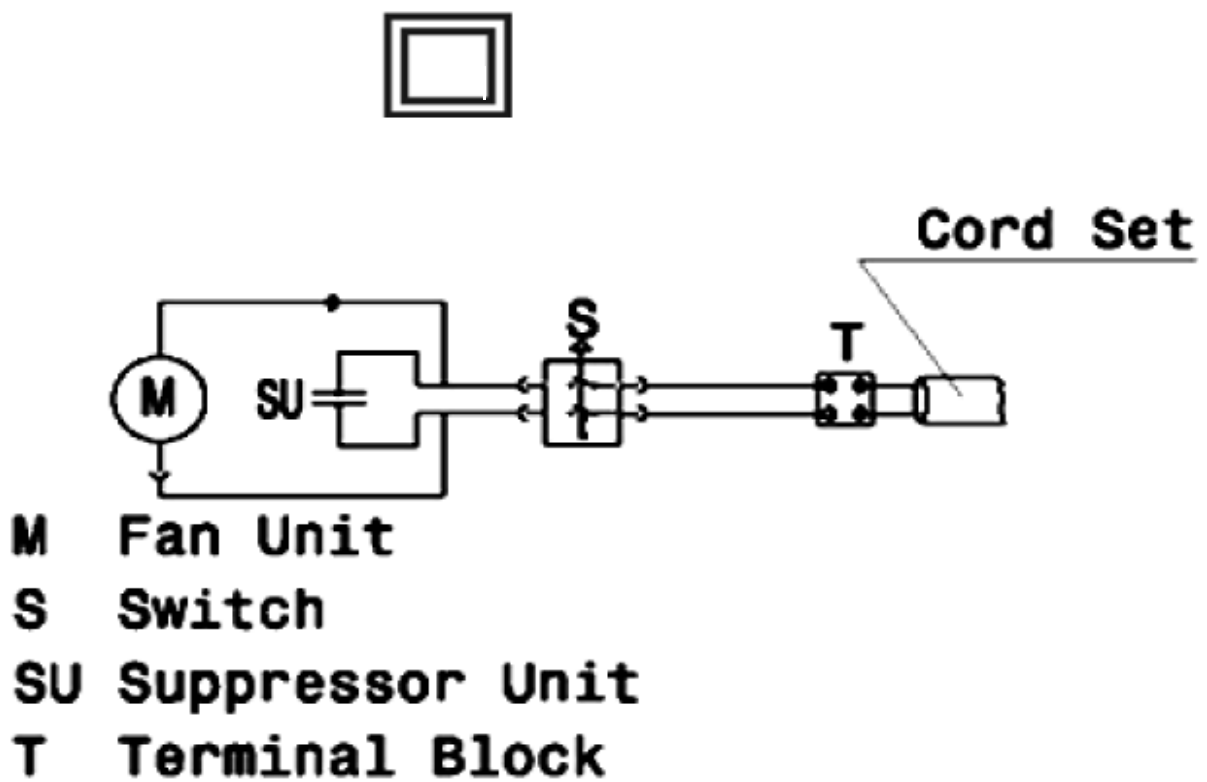 Cord Set
S
T
M
SU
M Fan Unit
S Switch
SU Suppressor Unit
T Terminal Block